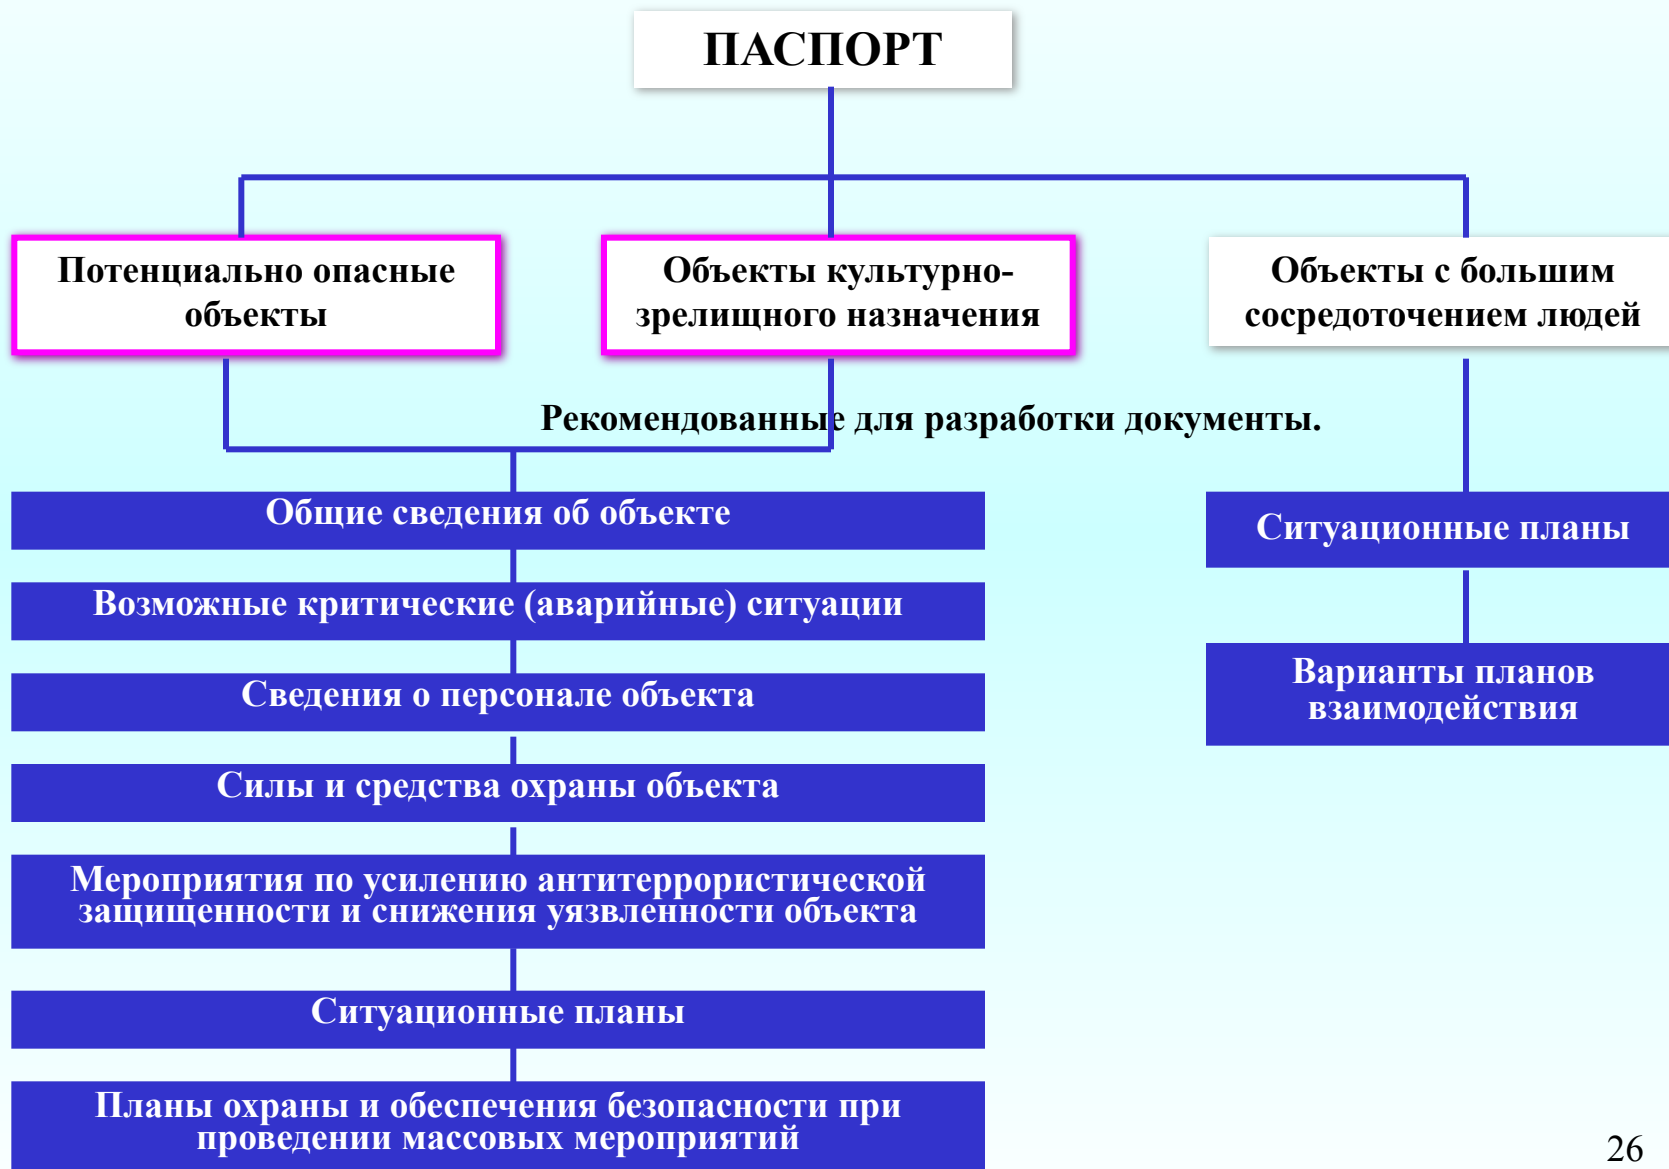 ПАСПОРТ
Потенциально опасные
объекты
Объекты культурно-
зрелищного назначения
Объекты с большим
сосредоточением людей
Рекомендованные для разработки документы.
Общие сведения об объекте
Возможные критические (аварийные) ситуации
Сведения о персонале объекта
Силы и средства охраны объекта
Мероприятия по усилению антитеррористической
защищенности и снижения уязвленности объекта
Ситуационные планы
Планы охраны и обеспечения безопасности при
проведении массовых мероприятий
Ситуационные планы
Варианты планов
взаимодействия
26